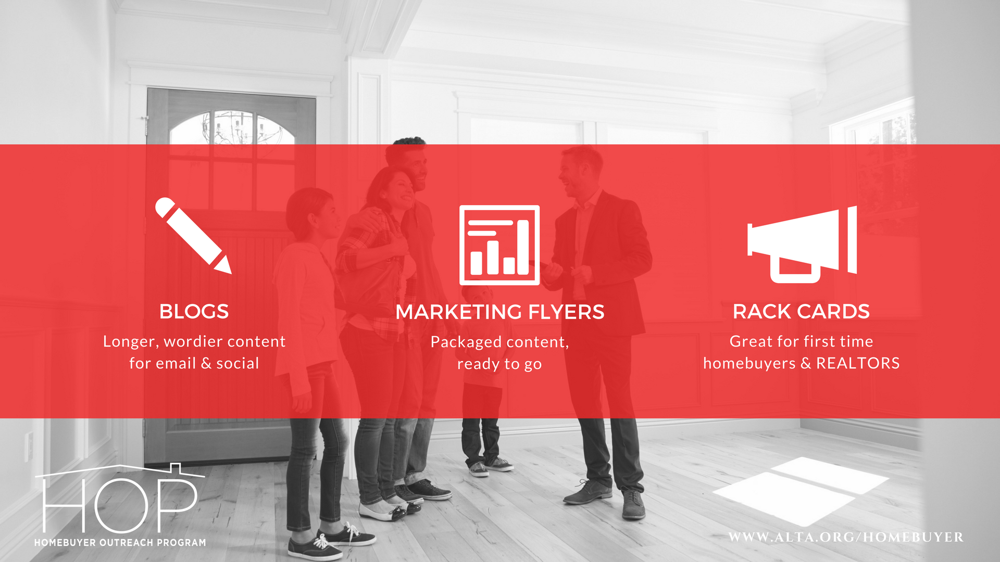 BLOGS
Longer, wordier content
for email & social
MARKETING FLYERS
Packaged content,
ready to go
RACK CARDS
Great for first time
homebuyers & REALTORS
HOP
HOMEBUYER OUTREACH PROGRAM
WWW.ALTA.ORG/HOMEBUYER